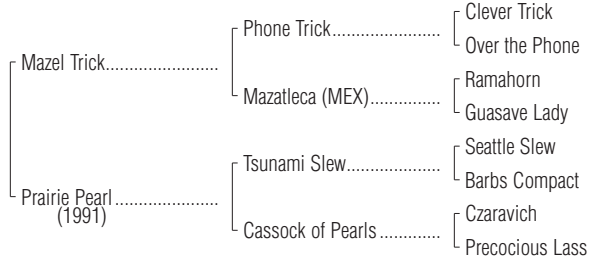 Clever Trick
Phone Trick
Over the Phone
Mazel Trick
Ramahorn
Mazatleca (MEX)
Guasave Lady
Seattle Slew
Tsunami Slew
Barbs Compact
Prairie Pearl
(1991)
Czaravich
Cassock of Pearls
Precocious Lass